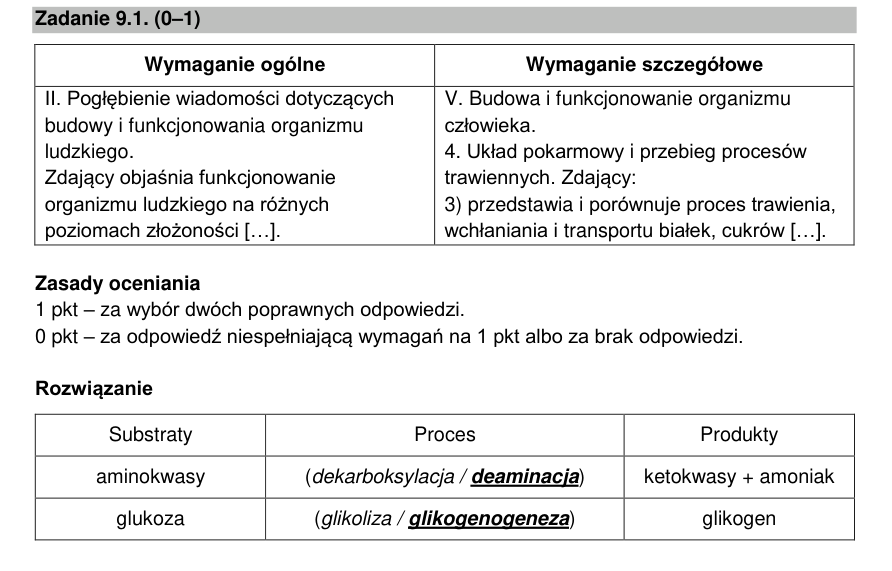 Zadanie 9.1. (0–1)
Wymaganie ogólne
Wymaganie szczegółowe
II. Pogłębienie wiadomości dotyczących
budowy i funkcjonowania organizmu
ludzkiego.
Zdający objaśnia funkcjonowanie
organizmu ludzkiego na różnych
poziomach złożoności […].
V. Budowa i funkcjonowanie organizmu
człowieka.
4. Układ pokarmowy i przebieg procesów
trawiennych. Zdający:
3) przedstawia i porównuje proces trawienia,
wchłaniania i transportu białek, cukrów […].
Zasady oceniania
1 pkt – za wybór dwóch poprawnych odpowiedzi.
0 pkt – za odpowiedź niespełniającą wymagań na 1 pkt albo za brak odpowiedzi.
Rozwiązanie
Substraty
Proces
Produkty
aminokwasy
(dekarboksylacja / deaminacja)
ketokwasy + amoniak
glukoza
(glikoliza / glikogenogeneza)
glikogen